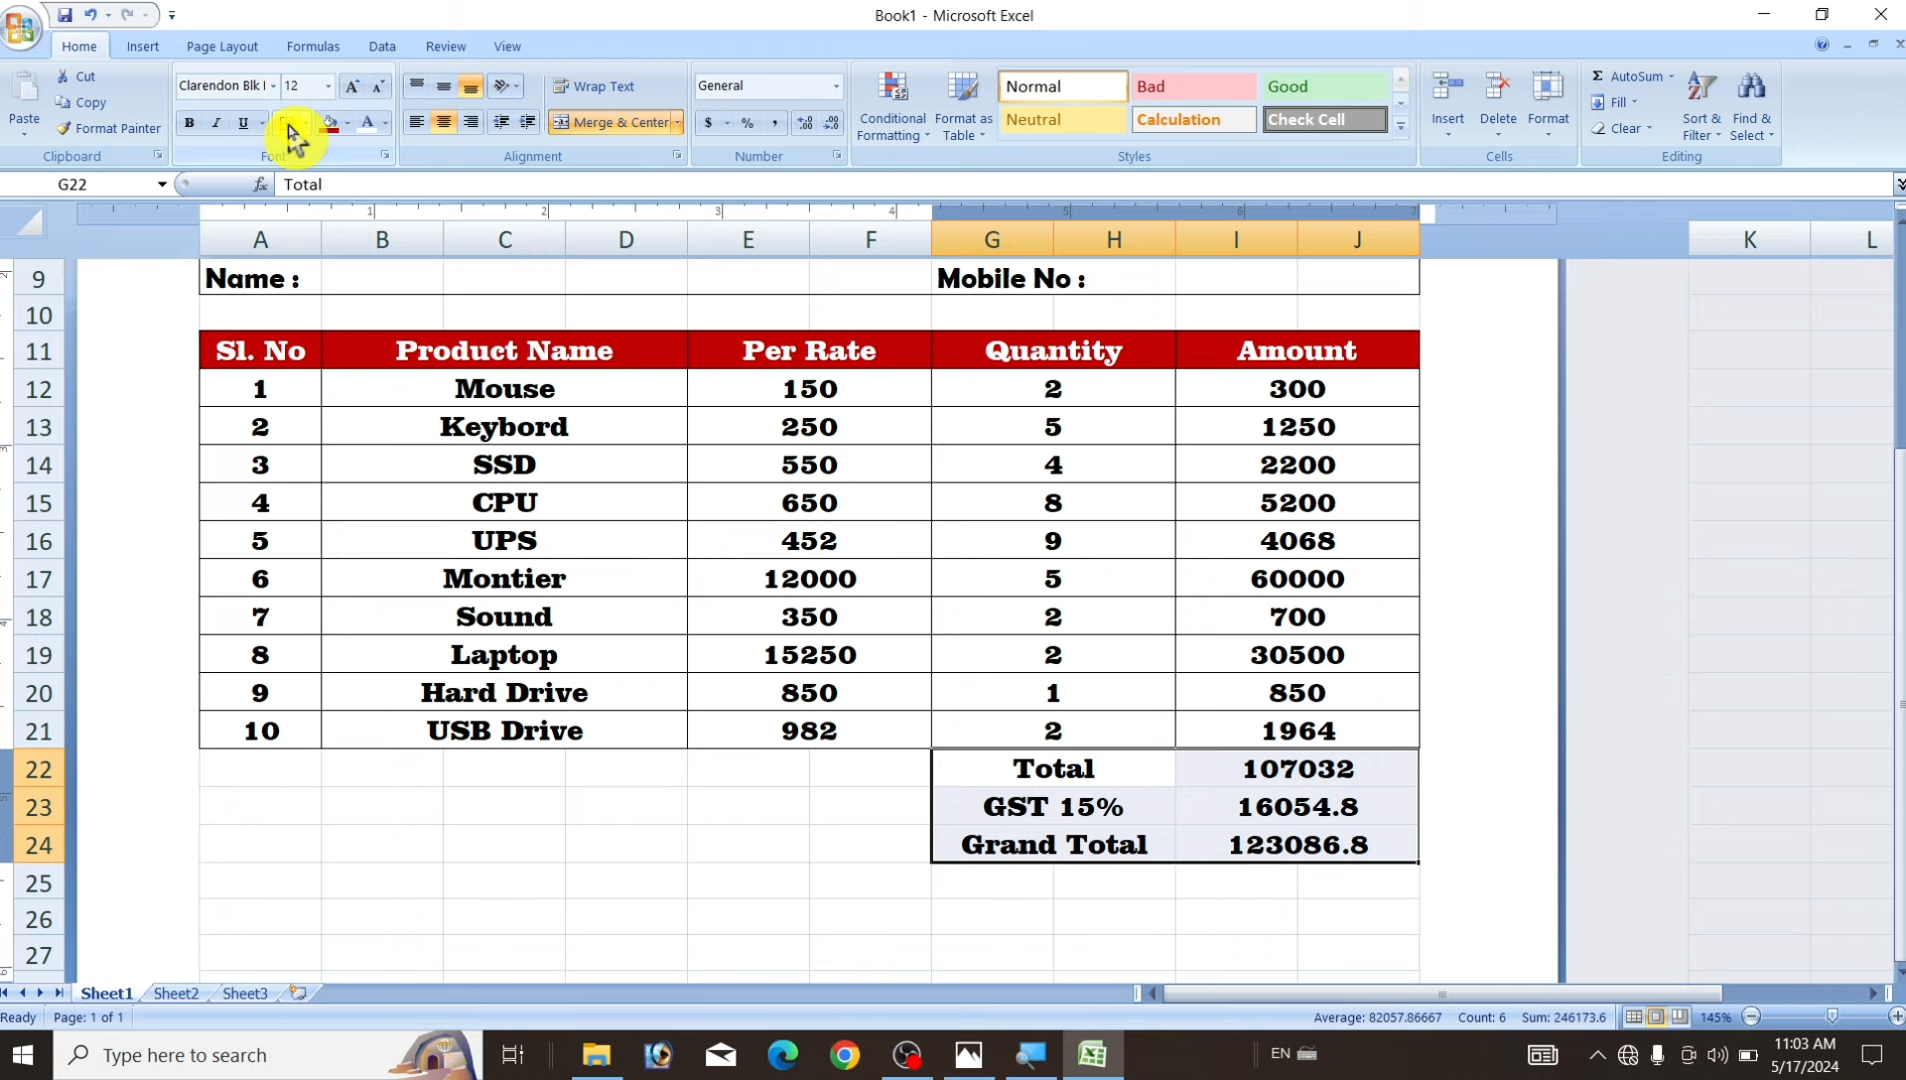 Book1 - Microsoft Excel
Home Insert Page Layout Formulas Data Review View
Cut
Copy
Format Painter
Paste
Clipboard
Clarendon Blk 12
B I U A
Font
Wrap Text
Merge & Center
Alignment
General
$ % ,
Number
Conditional Formatting
Format as Table
Normal Bad Good
Neutral Calculation Check Cell
Styles
Insert Delete Format
Cells
AutoSum
Fill
Clear
Sort & Filter
Find & Select
Editing
G22 fx Total
1 2 3 4 5 6 7
A B C D E F G H I J K L
9 Name : Mobile No :
10
11 Sl. No Product Name Per Rate Quantity Amount
12 1 Mouse 150 2 300
13 2 Keybord 250 5 1250
14 3 SSD 550 4 2200
15 4 CPU 650 8 5200
16 5 UPS 452 9 4068
17 6 Montier 12000 5 60000
18 7 Sound 350 2 700
19 8 Laptop 15250 2 30500
20 9 Hard Drive 850 1 850
21 10 USB Drive 982 2 1964
22 Total 107032
23 GST 15% 16054.8
24 Grand Total 123086.8
25
26
27
Sheet1 Sheet2 Sheet3
Ready Page: 1 of 1 Average: 82057.86667 Count: 6 Sum: 246173.6 145%
Type here to search
EN
11:03 AM
5/17/2024